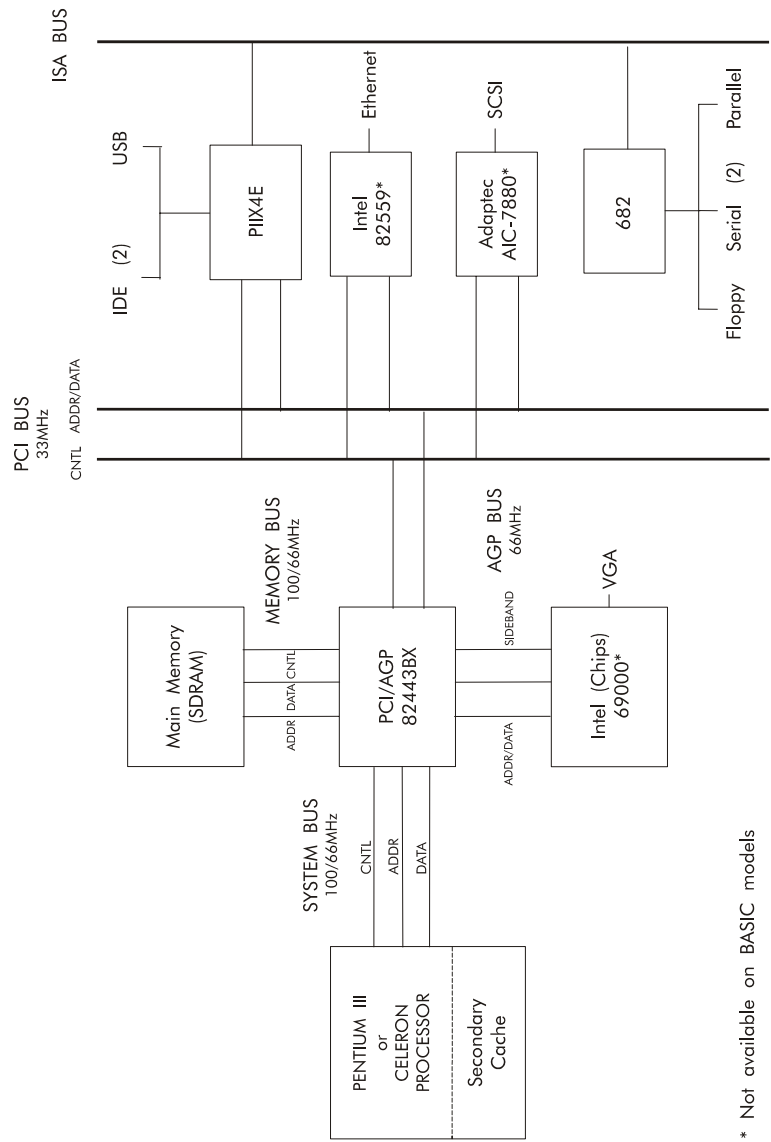 PENTIUM III
or
CELERON
PROCESSOR
Secondary
Cache
SYSTEM BUS
100/66MHz
CNTL
ADDR
DATA
Main Memory
(SDRAM)
ADDR DATA CNTL
MEMORY BUS
100/66MHz
PCI/AGP
82443BX
ADDR/DATA
SIDEBAND
AGP BUS
66MHz
Intel (Chips)
69000*
VGA
PCI BUS
33MHz
CNTL ADDR/DATA
IDE (2) USB
PIIX4E
Intel
82559*
Ethernet
Adaptec
AIC-7880*
SCSI
682
Floppy Serial (2) Parallel
ISA BUS
* Not available on BASIC models